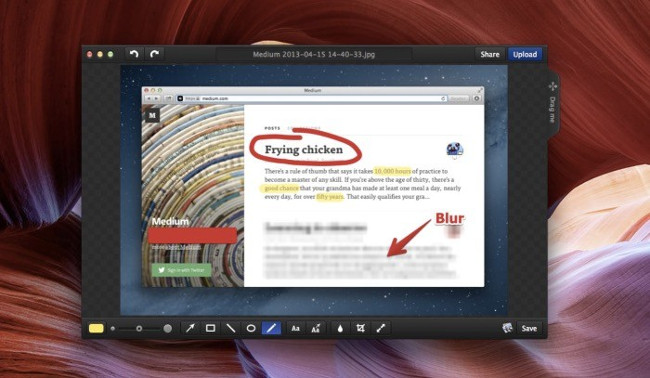 Medium 2013-04-15 14-40-33.jpg
Share
Upload
Drag me
Medium
medium.com
M
POSTS
Frying chicken
There's a rule of thumb that says it takes 10,000 hours of practice to
become a master of any skill. If you're above the age of thirty, there's a
good chance that your grandma has made at least one meal a day, nearly
every day, for over fifty years. That easily qualifies your gra...
Blur
Medium
Sign in with Twitter
Aa
Save